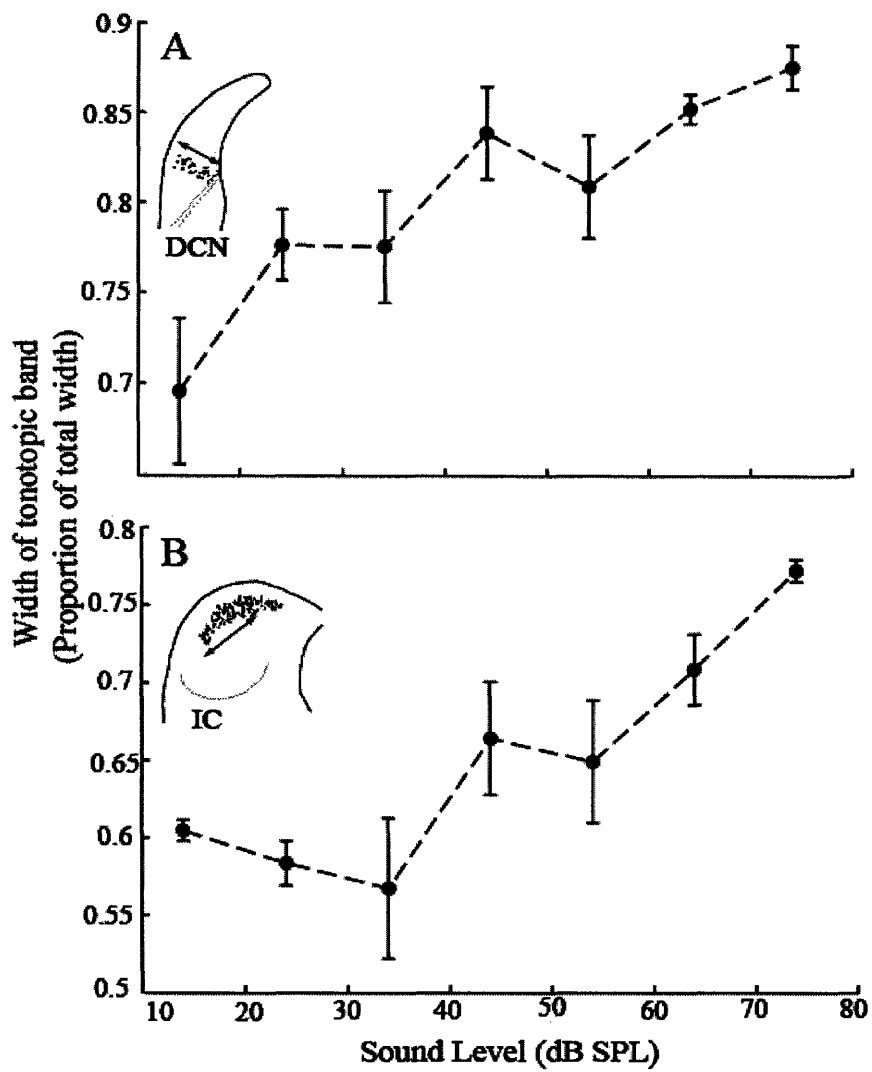 0.9
A
0.85
0.8
DCN
0.75
0.7
Width of tonotopic band
(Proportion of total width)
0.8
B
0.75
0.7
IC
0.65
0.6
0.55
0.5
10 20 30 40 50 60 70 80
Sound Level (dB SPL)